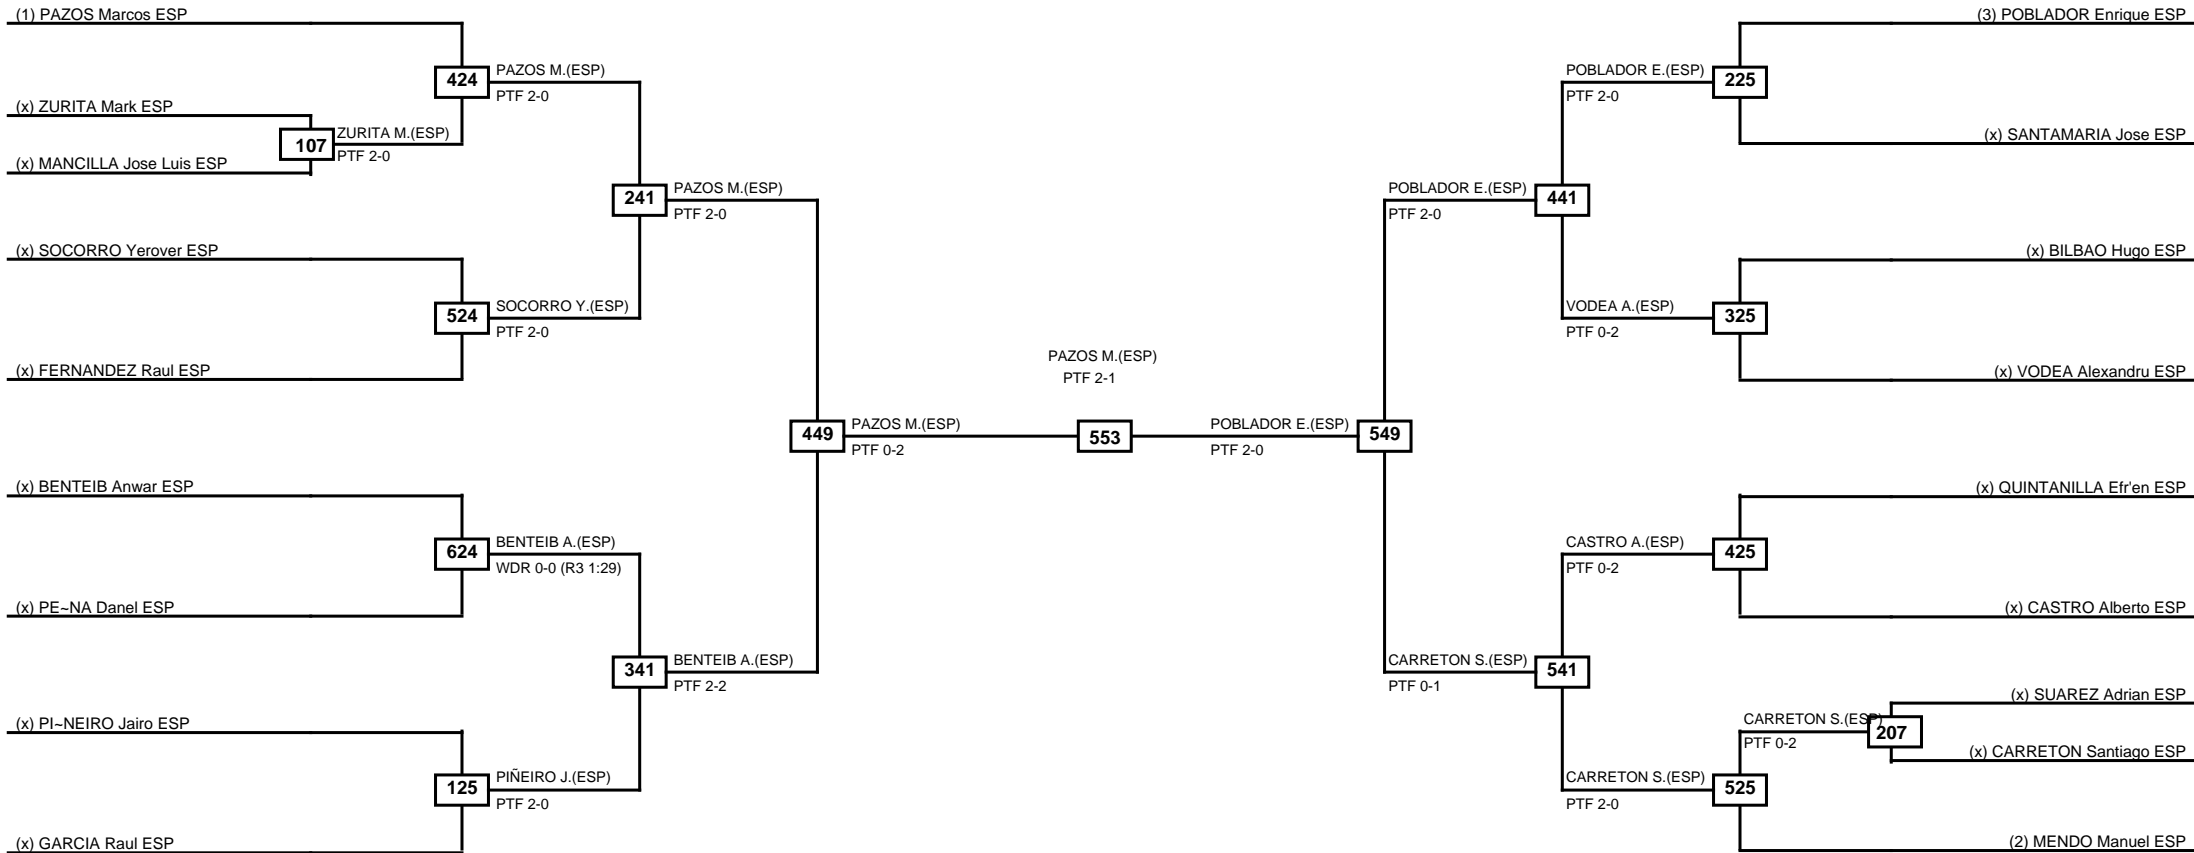 (1) PAZOS Marcos ESP
424
PAZOS M.(ESP)
PTF 2-0
(x) ZURITA Mark ESP
107
ZURITA M.(ESP)
PTF 2-0
(x) MANCILLA Jose Luis ESP
241
PAZOS M.(ESP)
PTF 2-0
(x) SOCORRO Yerover ESP
524
SOCORRO Y.(ESP)
PTF 2-0
(x) FERNANDEZ Raul ESP
449
PAZOS M.(ESP)
PTF 0-2
(x) BENTEIB Anwar ESP
624
BENTEIB A.(ESP)
WDR 0-0 (R3 1:29)
(x) PE~NA Danel ESP
341
BENTEIB A.(ESP)
PTF 2-2
(x) PI~NEIRO Jairo ESP
125
PIÑEIRO J.(ESP)
PTF 2-0
(x) GARCIA Raul ESP
PAZOS M.(ESP)
PTF 2-1
553
(3) POBLADOR Enrique ESP
POBLADOR E.(ESP)
PTF 2-0
225
(x) SANTAMARIA Jose ESP
POBLADOR E.(ESP)
PTF 2-0
441
(x) BILBAO Hugo ESP
VODEA A.(ESP)
PTF 0-2
325
(x) VODEA Alexandru ESP
POBLADOR E.(ESP)
PTF 2-0
549
(x) QUINTANILLA Efr'en ESP
CASTRO A.(ESP)
PTF 0-2
425
(x) CASTRO Alberto ESP
CARRETON S.(ESP)
PTF 0-1
541
(x) SUAREZ Adrian ESP
CARRETON S.(ESP)
PTF 0-2
207
(x) CARRETON Santiago ESP
CARRETON S.(ESP)
PTF 2-0
525
(2) MENDO Manuel ESP